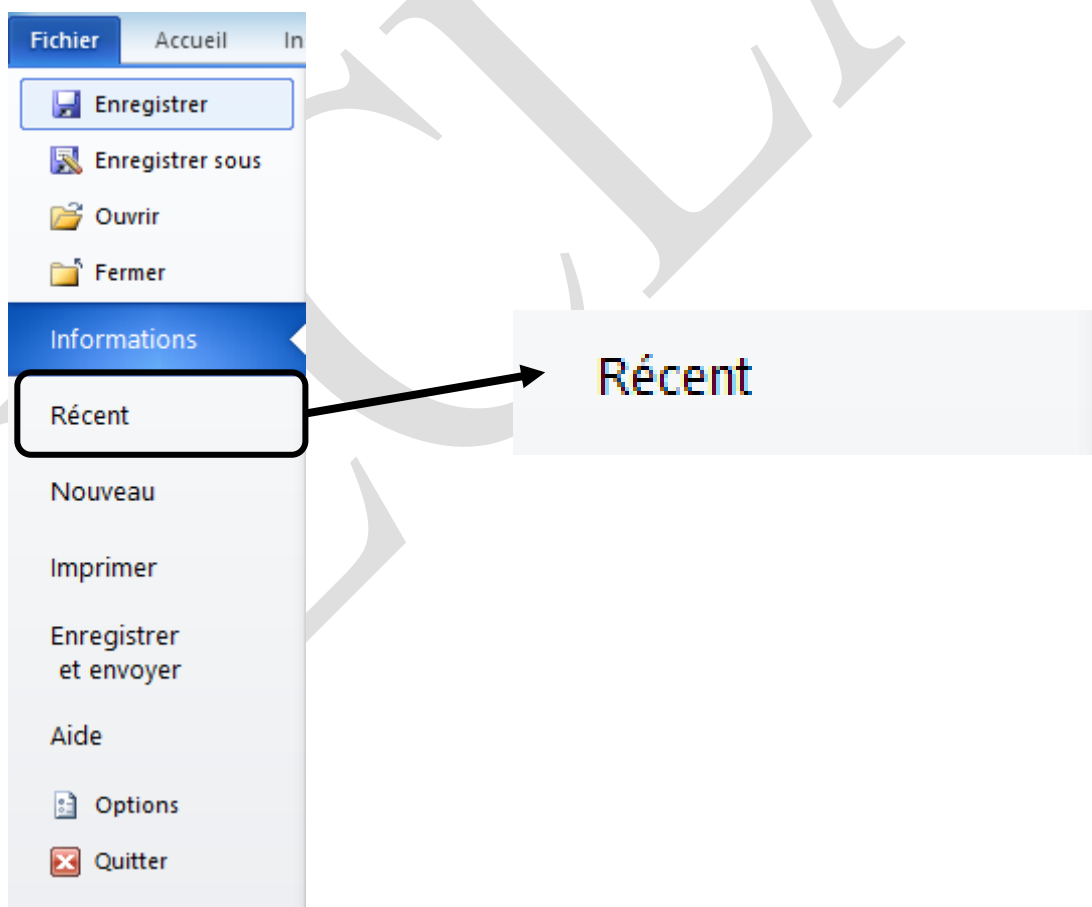 Fichier Accueil In
Enregistrer
Enregistrer sous
Ouvrir
Fermer
Informations
Récent
Récent
Nouveau
Imprimer
Enregistrer
et envoyer
Aide
Options
Quitter